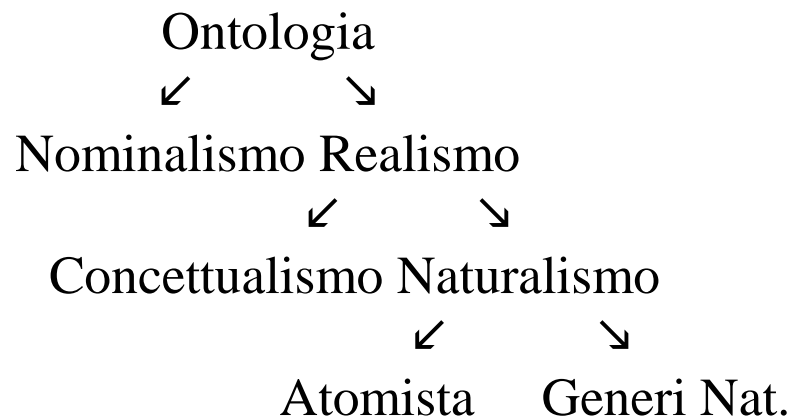 Ontologia
↙ ↘
Nominalismo Realismo
↙ ↘
Concettualismo Naturalismo
↙ ↘
Atomista Generi Nat.